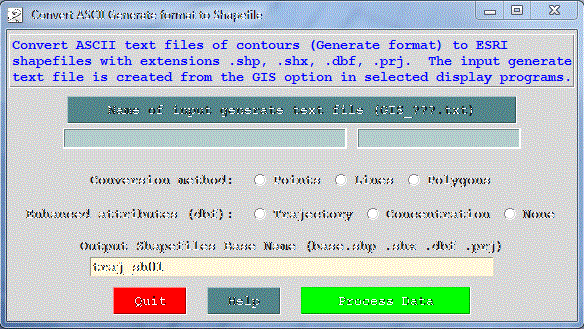 Convert ASCII Generate format to Shapefile
Convert ASCII text files of contours (Generate format) to ESRI
shapefiles with extensions .shp, .shx, .dbf, .prj. The input generate
text file is created from the GIS option in selected display programs.
Name of input generate text file (GIS_???.txt)
Conversion method: Points Lines Polygons
Enhanced attributes (dbf): Trajectory Concentration None
Output Shapefiles Base Name (base.shp .shx .dbf .prj)
traj_sh01
Quit Help Process Data